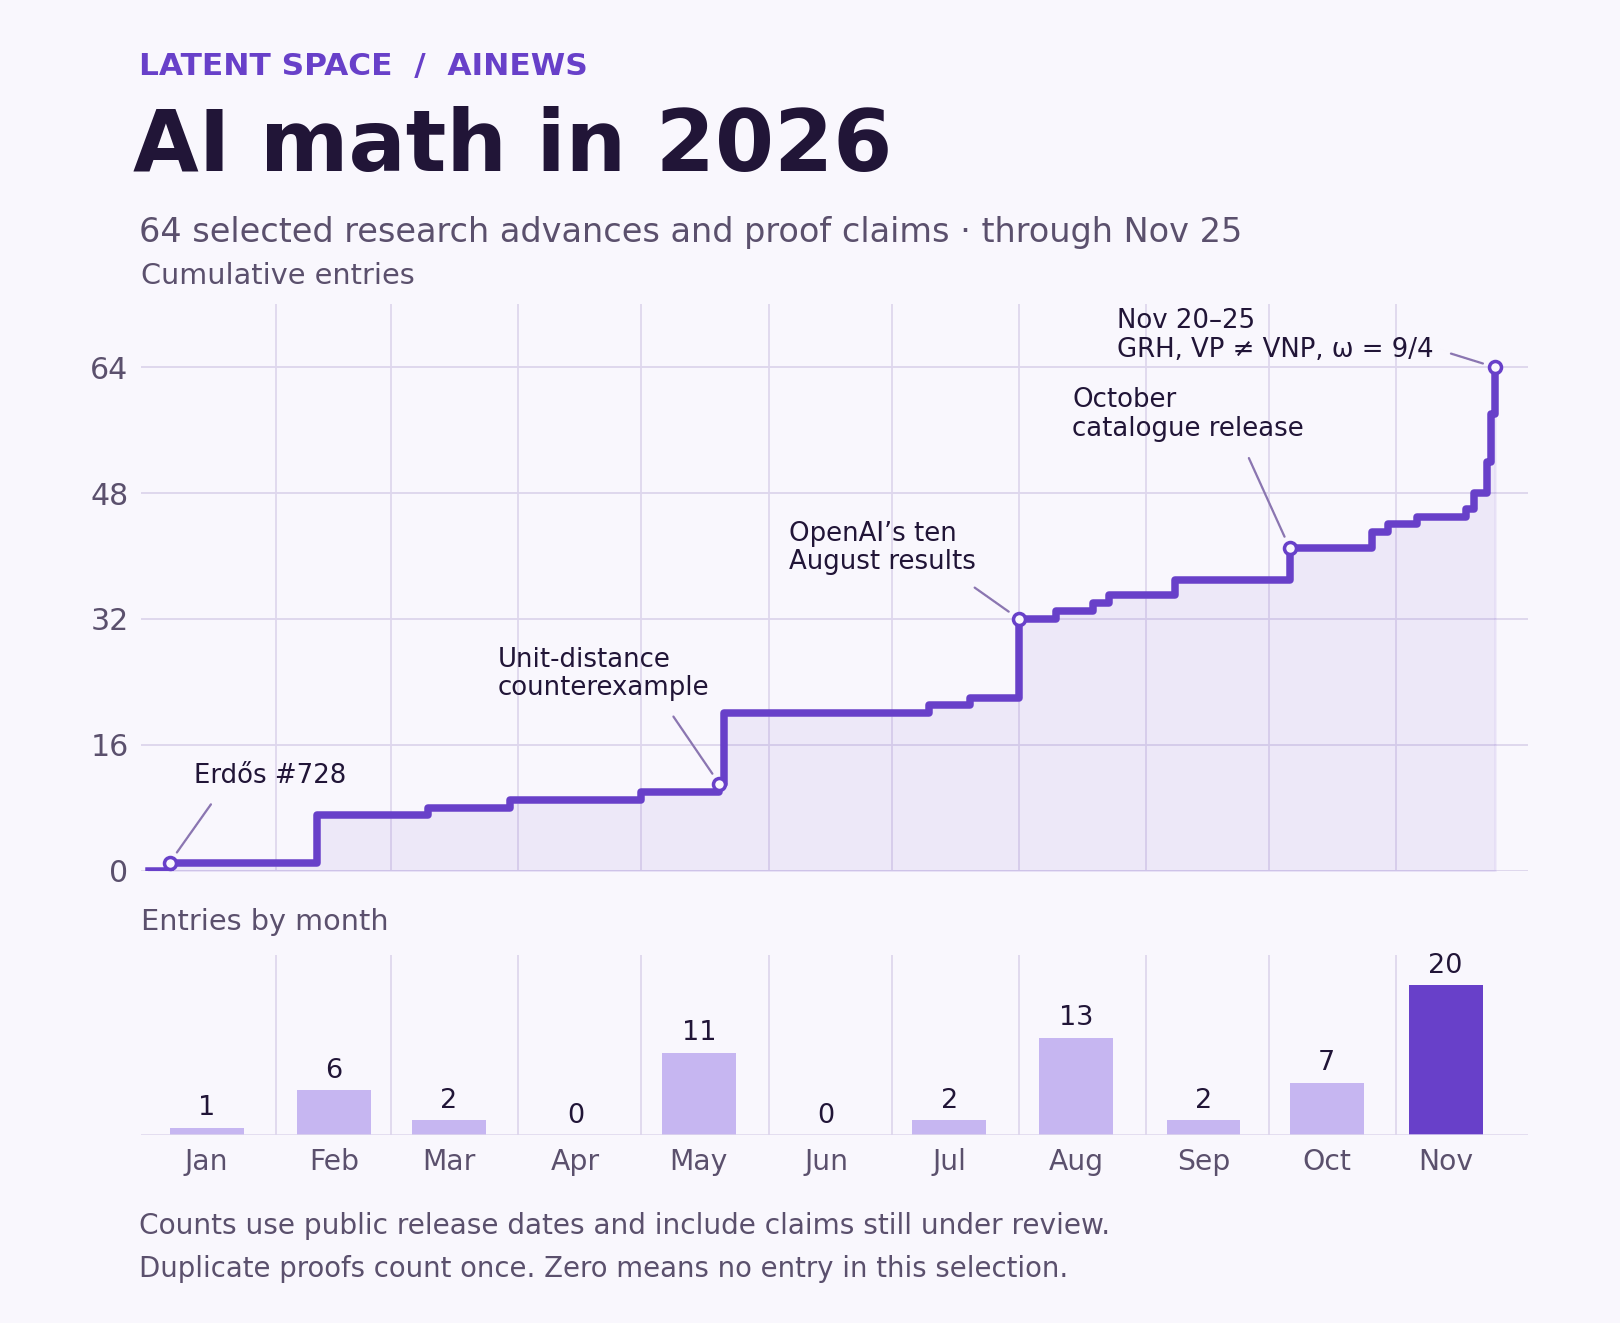 LATENT SPACE / AINEWS
AI math in 2026
64 selected research advances and proof claims · through Nov 25
Cumulative entries
Nov 20–25
GRH, VP ≠ VNP, ω = 9/4
64
October
catalogue release
48
OpenAI’s ten
August results
32
Unit-distance
counterexample
16
Erdős #728
0
Entries by month
1
6
2
0
11
0
2
13
2
7
20
Jan
Feb
Mar
Apr
May
Jun
Jul
Aug
Sep
Oct
Nov
Counts use public release dates and include claims still under review.
Duplicate proofs count once. Zero means no entry in this selection.